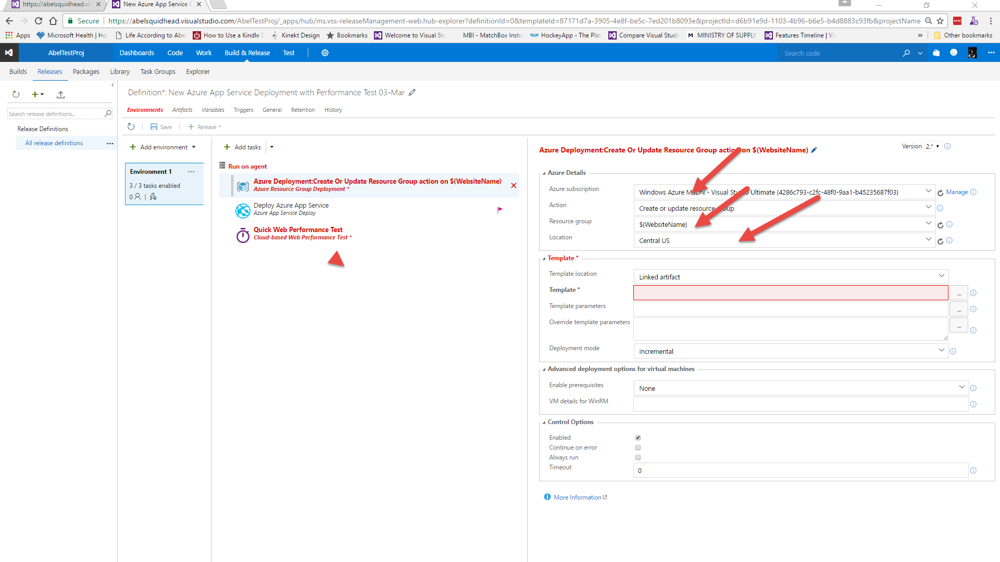 https://abelsquidhead.vis
New Azure App Service D
Secure
https://abelsquidhead.visualstudio.com/AbelTestProj/_apps/hub/ms.vss-releaseManagement-web.hub-explorer?definitionId=0&templateId=87171d7a-3905-4e8f-be5c-7ed201b8093e&projectId=d6b91e9d-1103-4b96-b6e5-b4d8883c93fb&projectName
Apps
Microsoft Health | Ho
Life According to Abe
How to Use a Kindle D
Kinekt Design
Bookmarks
Welcome to Visual Stu
MBI - MatchBox Instru
HockeyApp - The Plat
Compare Visual Studi
M MINISTRY OF SUPPLY
Features Timeline | Vis
»
Other bookmarks
AbelTestProj
Dashboards
Code
Work
Build & Release
Test
Search code
Builds
Releases
Packages
Library
Task Groups
Explorer
Search release definitions...
Release Definitions
All release definitions
...
Definition*: New Azure App Service Deployment with Performance Test 03-Mar
Environments
Artifacts
Variables
Triggers
General
Retention
History
Save
Release
Add environment
Add tasks
Environment 1
...
3 / 3 tasks enabled
0
Run on agent
Azure Deployment:Create Or Update Resource Group action on $(WebsiteName)
Azure Resource Group Deployment *
Deploy Azure App Service
Azure App Service Deploy
Quick Web Performance Test
Cloud-based Web Performance Test *
Azure Deployment:Create Or Update Resource Group action on $(WebsiteName)
Version 2.*
Azure Details
Azure subscription
Windows Azure MSDN - Visual Studio Ultimate (4286c793-c2fc-48f0-9aa1-b45235687f03)
Manage
Action
Create or update resource group
Resource group
$(WebsiteName)
Location
Central US
Template *
Template location
Linked artifact
Template *
...
Template parameters
...
Override template parameters
...
Deployment mode
Incremental
Advanced deployment options for virtual machines
Enable prerequisites
None
VM details for WinRM
Control Options
Enabled
Continue on error
Always run
Timeout
0
More Information